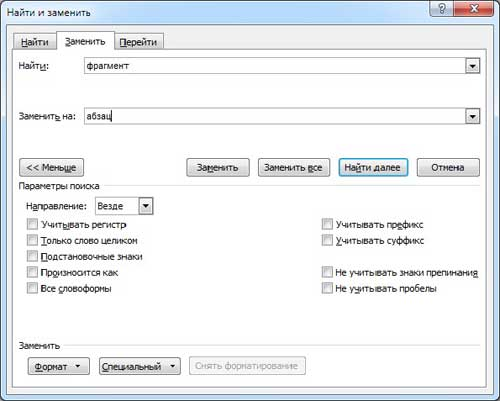 Найти и заменить
Найти Заменить Перейти
Найти: фрагмент
Заменить на: абзац
<< Меньше Заменить Заменить все Найти далее Отмена
Параметры поиска
Направление: Везде
Учитывать регистр Учитывать префикс
Только слово целиком Учитывать суффикс
Подстановочные знаки
Произносится как Не учитывать знаки препинания
Все словоформы Не учитывать пробелы
Заменить
Формат Специальный Снять форматирование